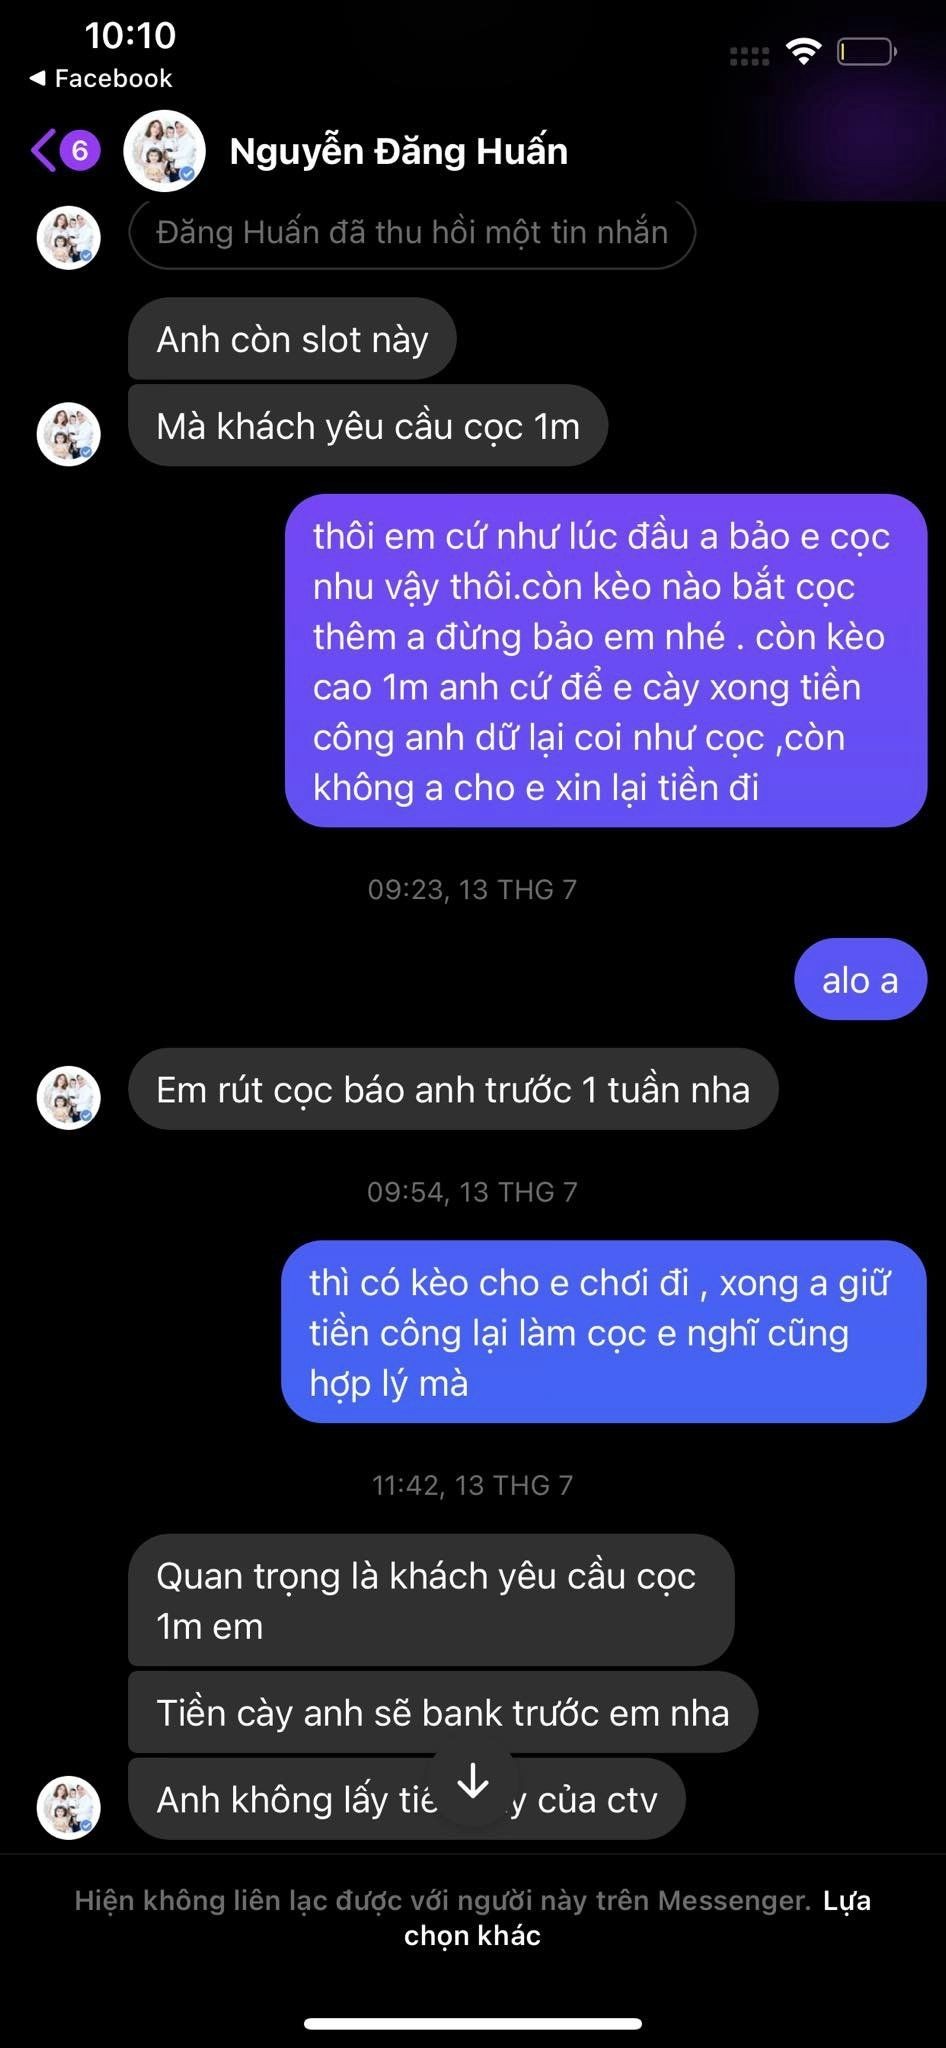 10:10
◀ Facebook
6
Nguyễn Đăng Huấn
Đăng Huấn đã thu hồi một tin nhắn
Anh còn slot này
Mà khách yêu cầu cọc 1m
thôi em cứ như lúc đầu a bảo e cọc
nhu vậy thôi.còn kèo nào bắt cọc
thêm a đừng bảo em nhé . còn kèo
cao 1m anh cứ để e cày xong tiền
công anh dữ lại coi như cọc ,còn
không a cho e xin lại tiền đi
09:23, 13 THG 7
alo a
Em rút cọc báo anh trước 1 tuần nha
09:54, 13 THG 7
thì có kèo cho e chơi đi , xong a giữ
tiền công lại làm cọc e nghĩ cũng
hợp lý mà
11:42, 13 THG 7
Quan trọng là khách yêu cầu cọc
1m em
Tiền cày anh sẽ bank trước em nha
Anh không lấy của ctv
Hiện không liên lạc được với người này trên Messenger. Lựa
chọn khác